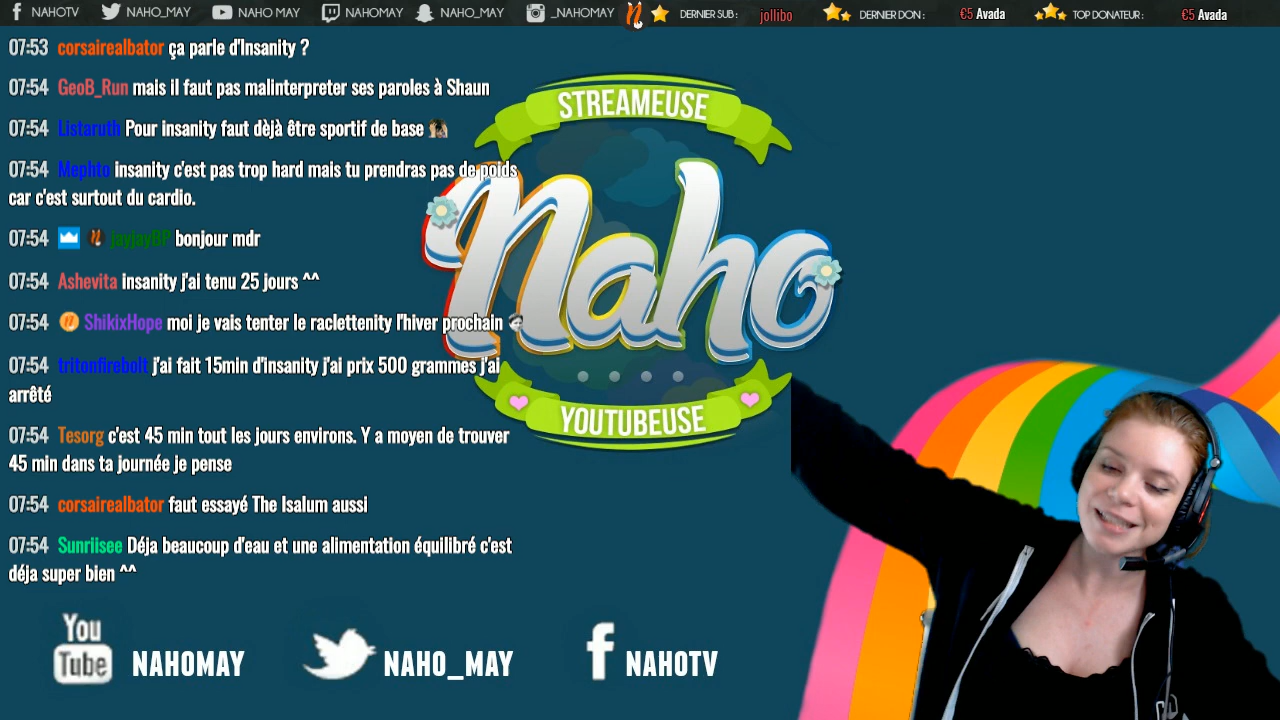 NAHOTV NAHO_MAY NAHO MAY NAHOMAY NAHO_MAY _NAHOMAY DERNIER SUB : jollibo DERNIER DON : €5 Avada TOP DONATEUR : €5 Avada
07:53 corsairealbator ça parle d'Insanity ?
07:54 GeoB_Run mais il faut pas malinterpreter ses paroles à Shaun
07:54 Listaruth Pour insanity faut dèjà être sportif de base
07:54 Mephto insanity c'est pas trop hard mais tu prendras pas de poids
car c'est surtout du cardio.
07:54 jayjayBP bonjour mdr
07:54 Ashevita insanity j'ai tenu 25 jours ^^
07:54 ShikixHope moi je vais tenter le raclettenity l'hiver prochain
07:54 tritonfirebolt j'ai fait 15min d'insanity j'ai prix 500 grammes j'ai
arrêté
07:54 Tesorg c'est 45 min tout les jours environs. Y a moyen de trouver
45 min dans ta journée je pense
07:54 corsairealbator faut essayé The Isalum aussi
07:54 Sunriisee Déja beaucoup d'eau et une alimentation équilibré c'est
déja super bien ^^
STREAMEUSE
Naho
YOUTUBEUSE
You
Tube NAHOMAY NAHO_MAY NAHOTV